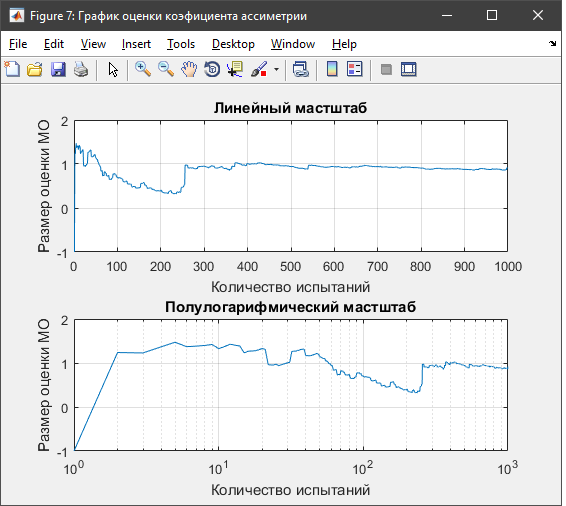 Figure 7: График оценки коэфициента ассиметрии
File Edit View Insert Tools Desktop Window Help
Линейный мастштаб
Размер оценки МО
2
1
0
-1
0 100 200 300 400 500 600 700 800 900 1000
Количество испытаний
Полулогарифмический мастштаб
Размер оценки МО
2
1
0
-1
10^0 10^1 10^2 10^3
Количество испытаний